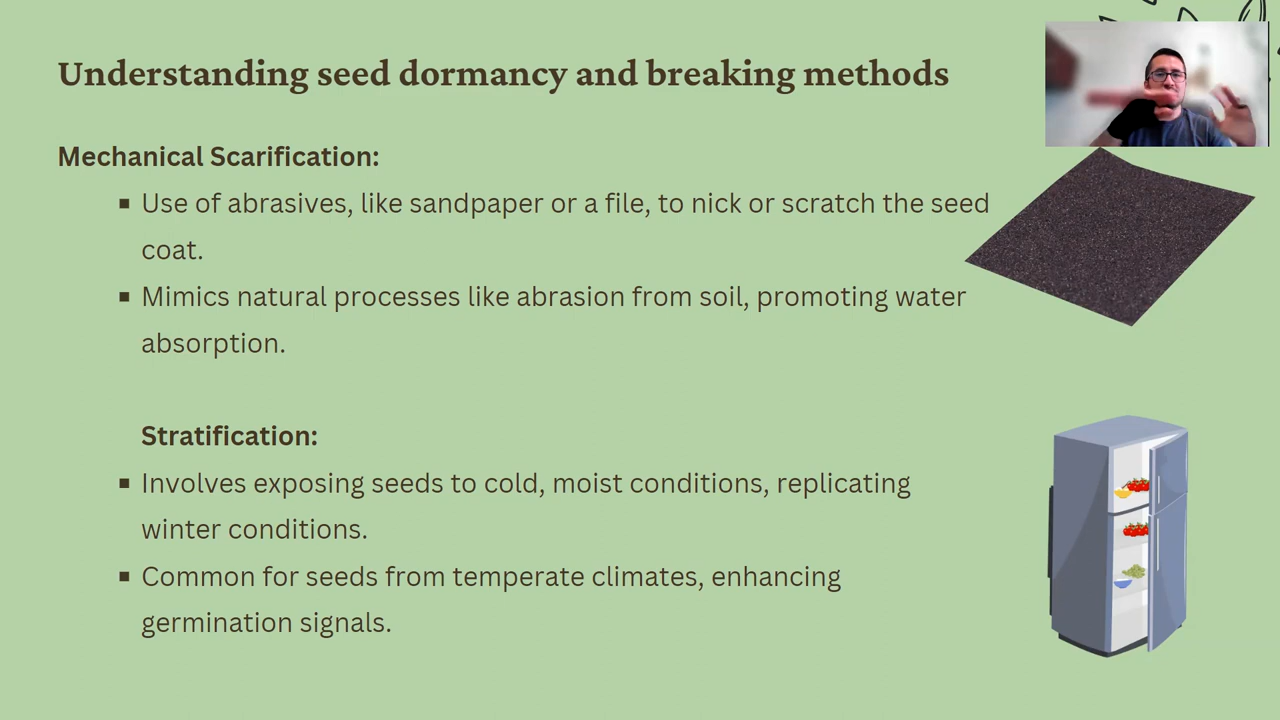 Understanding seed dormancy and breaking methods
Mechanical Scarification:
▪ Use of abrasives, like sandpaper or a file, to nick or scratch the seed
coat.
▪ Mimics natural processes like abrasion from soil, promoting water
absorption.
Stratification:
▪ Involves exposing seeds to cold, moist conditions, replicating
winter conditions.
▪ Common for seeds from temperate climates, enhancing
germination signals.